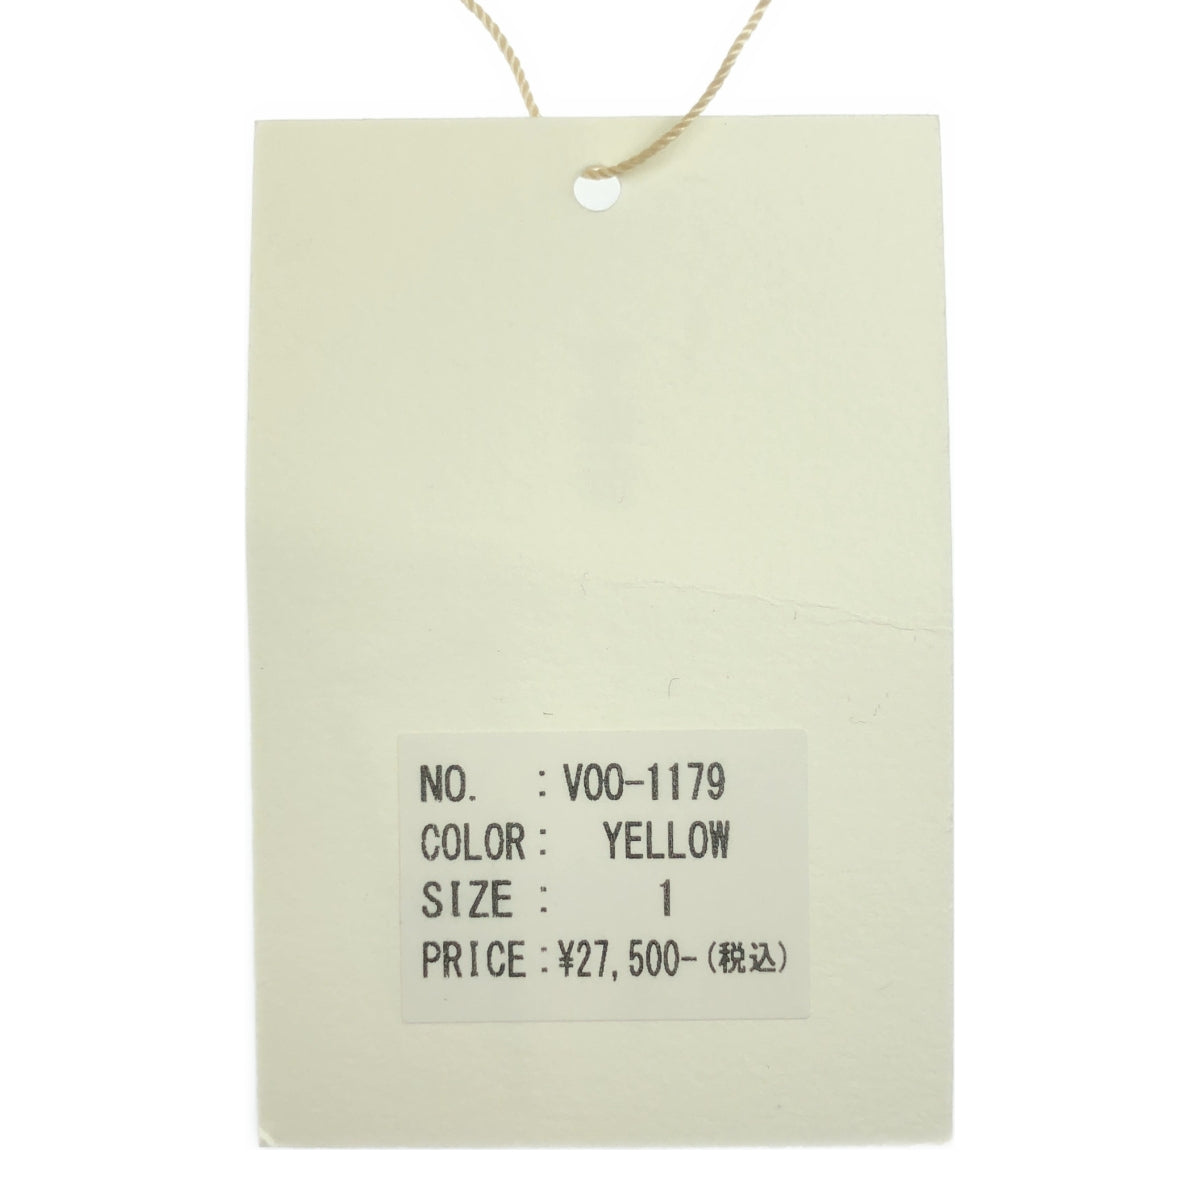 NO. : V00-1179
COLOR: YELLOW
SIZE : 1
PRICE:¥27,500-(税込)